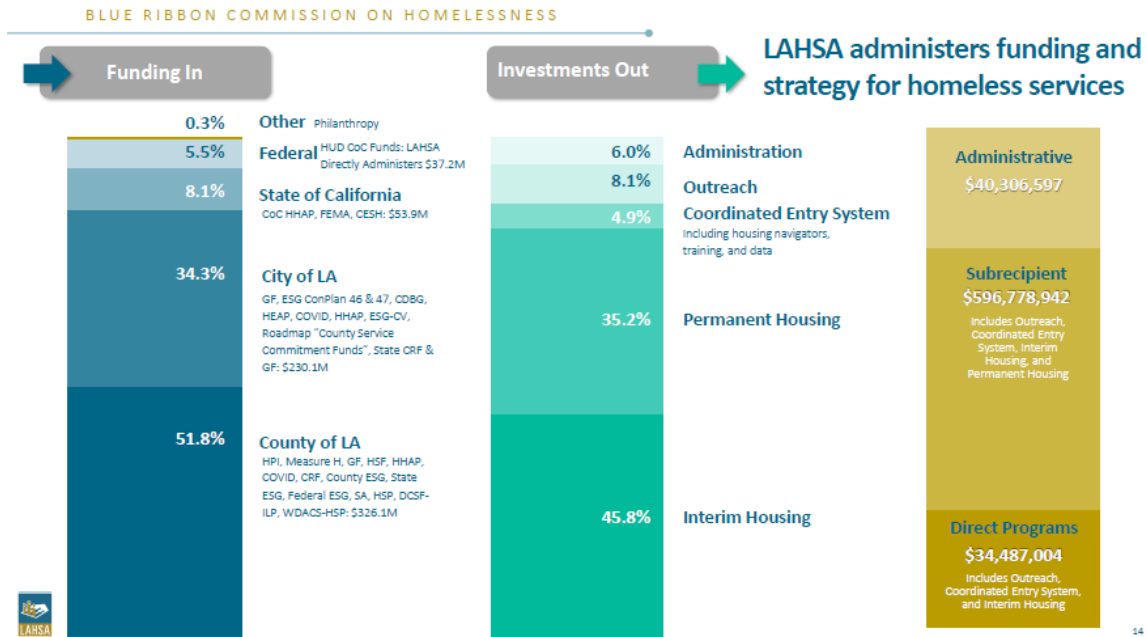 BLUE RIBBON COMMISSION ON HOMELESSNESS
LAHSA administers funding and
strategy for homeless services
Funding In
0.3%
Other Philanthropy
5.5%
Federal HUD CoC Funds: LAHSA
Directly Administers $37.2M
8.1%
State of California
CoC HHAP, FEMA, CESH: $53.9M
34.3%
City of LA
GF, ESG ConPlan 46 & 47, CDBG,
HEAP, COVID, HHAP, ESG-CV,
Roadmap "County Service
Commitment Funds", State CRF &
GF: $230.1M
51.8%
County of LA
HPI, Measure H, GF, HSF, HHAP,
COVID, CRF, County ESG, State
ESG, Federal ESG, SA, HSP, DCSF-
ILP, WDACS-HSP: $326.1M
Investments Out
6.0%
Administration
8.1%
Outreach
4.9%
Coordinated Entry System
Including housing navigators,
training, and data
35.2%
Permanent Housing
45.8%
Interim Housing
Administrative
$40,306,597
Subrecipient
$596,778,942
Includes Outreach,
Coordinated Entry
System, Interim
Housing, and
Permanent Housing
Direct Programs
$34,487,004
Includes Outreach,
Coordinated Entry System,
and Interim Housing
LAHSA
14